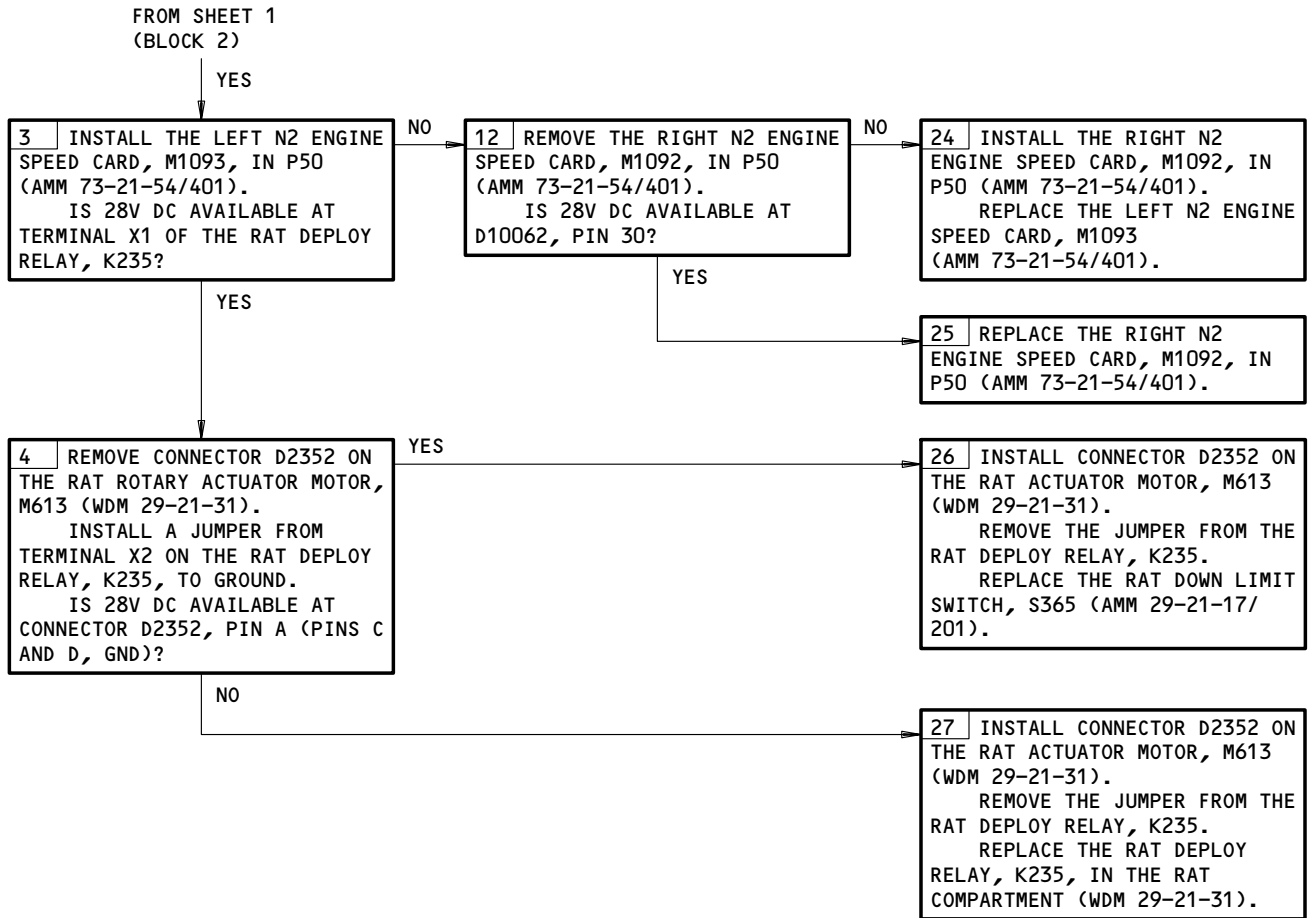 FROM SHEET 1
(BLOCK 2)
YES
3 INSTALL THE LEFT N2 ENGINE
SPEED CARD, M1093, IN P50
(AMM 73-21-54/401).
IS 28V DC AVAILABLE AT
TERMINAL X1 OF THE RAT DEPLOY
RELAY, K235?
NO
12 REMOVE THE RIGHT N2 ENGINE
SPEED CARD, M1092, IN P50
(AMM 73-21-54/401).
IS 28V DC AVAILABLE AT
D10062, PIN 30?
NO
24 INSTALL THE RIGHT N2
ENGINE SPEED CARD, M1092, IN
P50 (AMM 73-21-54/401).
REPLACE THE LEFT N2 ENGINE
SPEED CARD, M1093
(AMM 73-21-54/401).
YES
YES
25 REPLACE THE RIGHT N2
ENGINE SPEED CARD, M1092, IN
P50 (AMM 73-21-54/401).
4 REMOVE CONNECTOR D2352 ON
THE RAT ROTARY ACTUATOR MOTOR,
M613 (WDM 29-21-31).
INSTALL A JUMPER FROM
TERMINAL X2 ON THE RAT DEPLOY
RELAY, K235, TO GROUND.
IS 28V DC AVAILABLE AT
CONNECTOR D2352, PIN A (PINS C
AND D, GND)?
YES
26 INSTALL CONNECTOR D2352 ON
THE RAT ACTUATOR MOTOR, M613
(WDM 29-21-31).
REMOVE THE JUMPER FROM THE
RAT DEPLOY RELAY, K235.
REPLACE THE RAT DOWN LIMIT
SWITCH, S365 (AMM 29-21-17/
201).
NO
27 INSTALL CONNECTOR D2352 ON
THE RAT ACTUATOR MOTOR, M613
(WDM 29-21-31).
REMOVE THE JUMPER FROM THE
RAT DEPLOY RELAY, K235.
REPLACE THE RAT DEPLOY
RELAY, K235, IN THE RAT
COMPARTMENT (WDM 29-21-31).